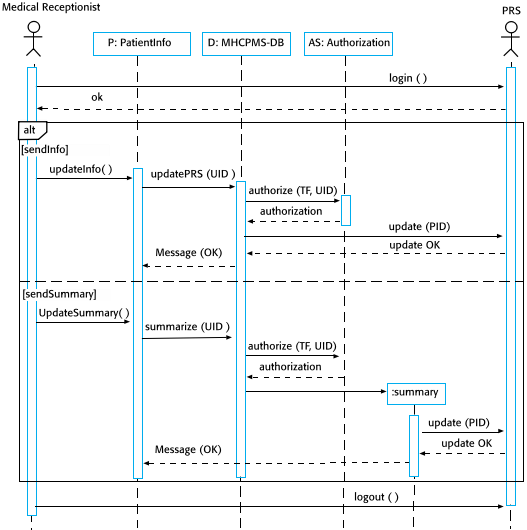 Medical Receptionist
PRS
P: PatientInfo
D: MHCPMS-DB
AS: Authorization
login ( )
ok
alt
[sendInfo]
updateInfo( )
updatePRS (UID )
authorize (TF, UID)
authorization
update (PID)
update OK
Message (OK)
[sendSummary]
UpdateSummary( )
summarize (UID )
authorize (TF, UID)
authorization
:summary
update (PID)
update OK
Message (OK)
logout ( )